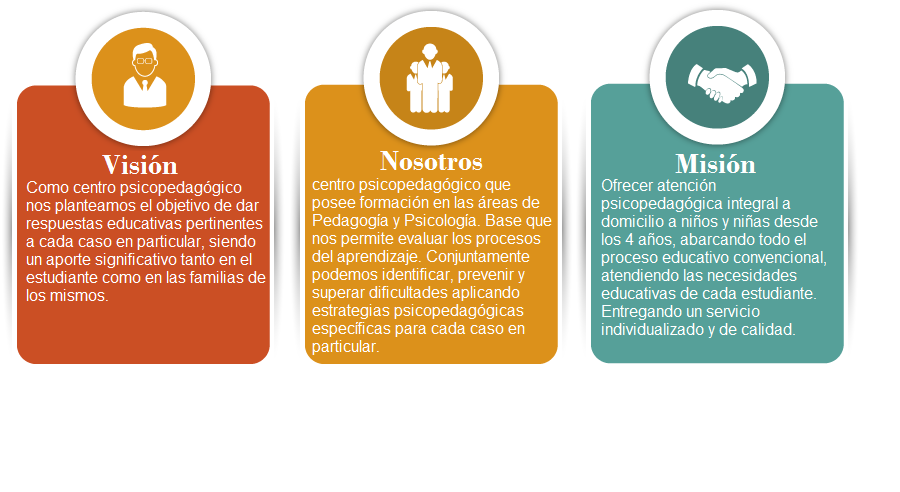 Visión
Como centro psicopedagógico
nos planteamos el objetivo de dar
respuestas educativas pertinentes
a cada caso en particular, siendo
un aporte significativo tanto en el
estudiante como en las familias de
los mismos.
Nosotros
centro psicopedagógico que
posee formación en las áreas de
Pedagogía y Psicología. Base que
nos permite evaluar los procesos
del aprendizaje. Conjuntamente
podemos identificar, prevenir y
superar dificultades aplicando
estrategias psicopedagógicas
específicas para cada caso en
particular.
Misión
Ofrecer atención
psicopedagógica integral a
domicilio a niños y niñas desde
los 4 años, abarcando todo el
proceso educativo convencional,
atendiendo las necesidades
educativas de cada estudiante.
Entregando un servicio
individualizado y de calidad.